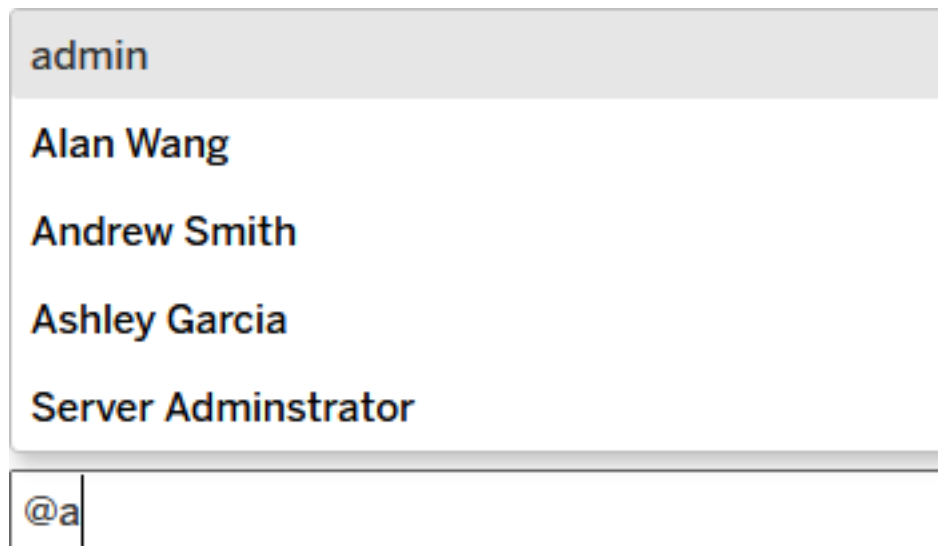 admin
Alan Wang
Andrew Smith
Ashley Garcia
Server Adminstrator
@a